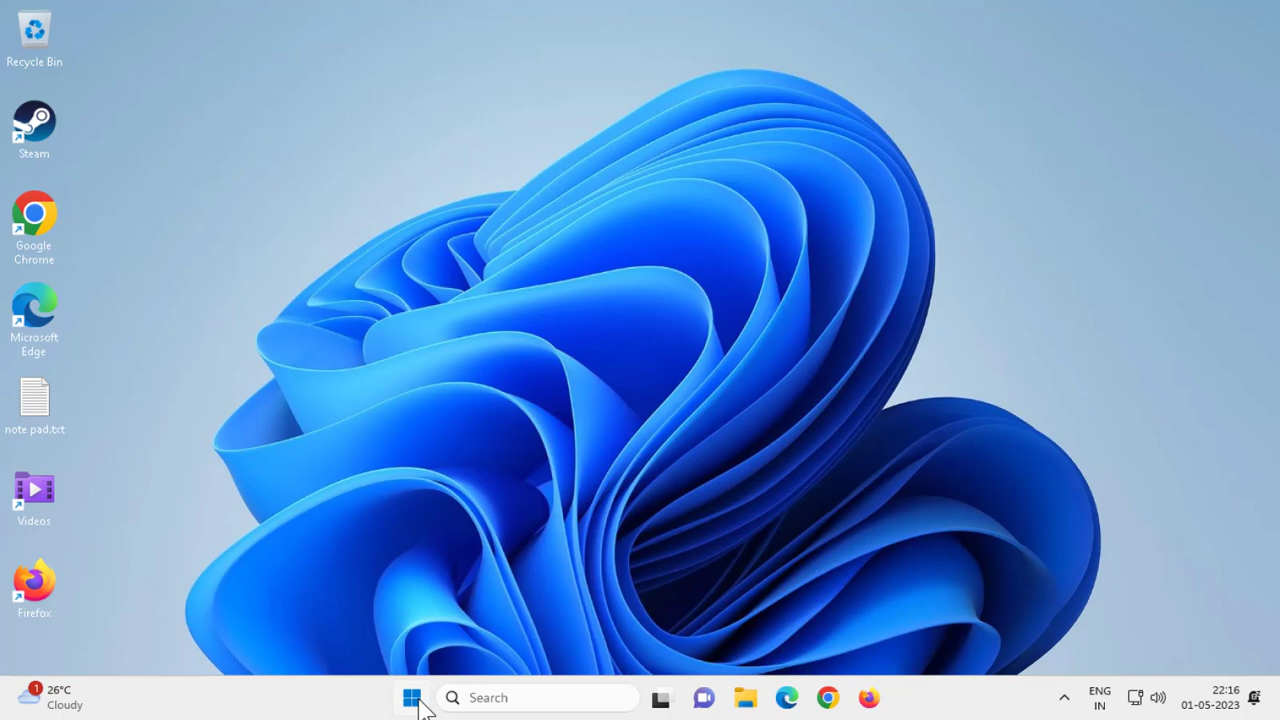 Recycle Bin
Steam
Google
Chrome
Microsoft
Edge
note pad.txt
Videos
Firefox
1
26°C
Cloudy
Search
ENG
IN
22:16
01-05-2023